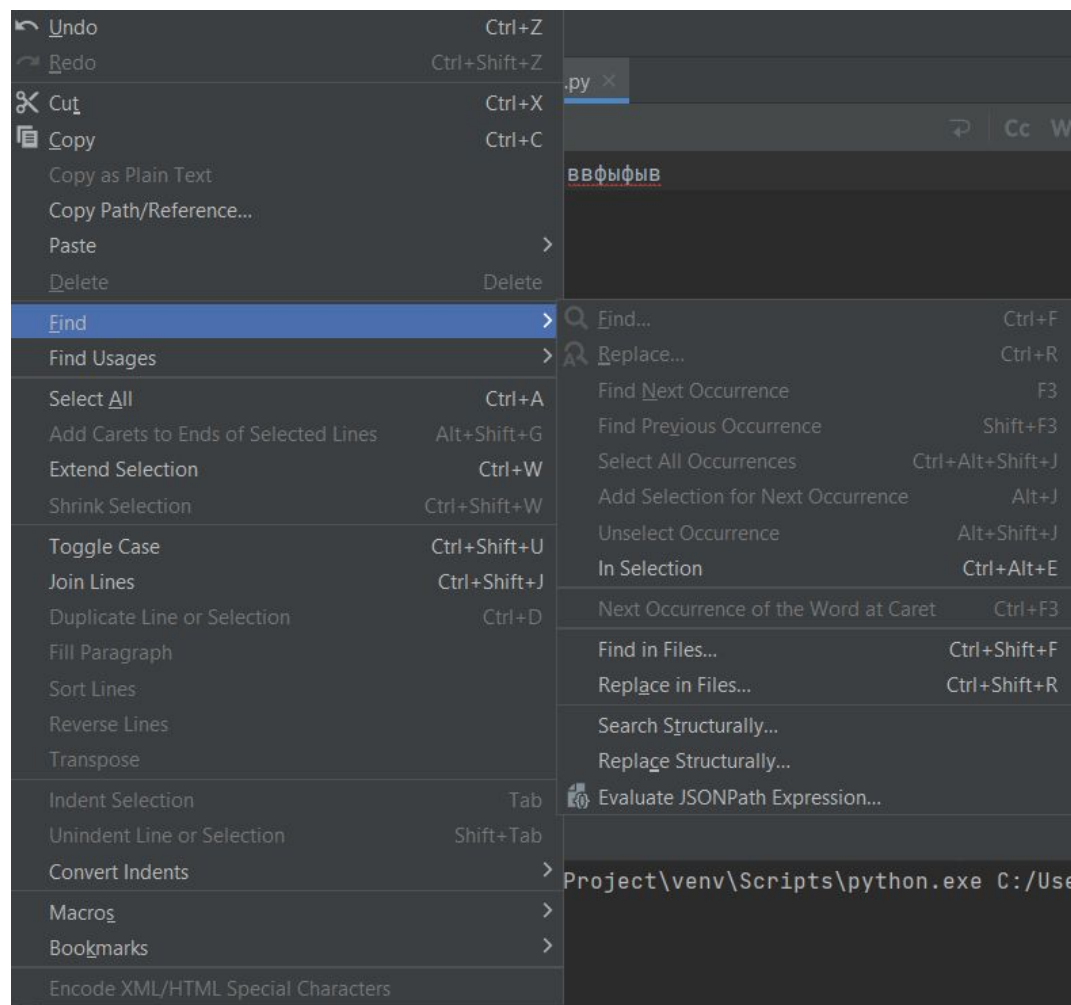 Undo Ctrl+Z
Redo Ctrl+Shift+Z
Cut Ctrl+X
Copy Ctrl+C
Copy as Plain Text
Copy Path/Reference...
Paste
Delete Delete
Find
Find Usages
Select All Ctrl+A
Add Carets to Ends of Selected Lines Alt+Shift+G
Extend Selection Ctrl+W
Shrink Selection Ctrl+Shift+W
Toggle Case Ctrl+Shift+U
Join Lines Ctrl+Shift+J
Duplicate Line or Selection Ctrl+D
Fill Paragraph
Sort Lines
Reverse Lines
Transpose
Indent Selection Tab
Unindent Line or Selection Shift+Tab
Convert Indents
Macros
Bookmarks
Encode XML/HTML Special Characters
.py
Cc W
ввфыфыв
Find... Ctrl+F
Replace... Ctrl+R
Find Next Occurrence F3
Find Previous Occurrence Shift+F3
Select All Occurrences Ctrl+Alt+Shift+J
Add Selection for Next Occurrence Alt+J
Unselect Occurrence Alt+Shift+J
In Selection Ctrl+Alt+E
Next Occurrence of the Word at Caret Ctrl+F3
Find in Files... Ctrl+Shift+F
Replace in Files... Ctrl+Shift+R
Search Structurally...
Replace Structurally...
Evaluate JSONPath Expression...
Project\venv\Scripts\python.exe C:/Use